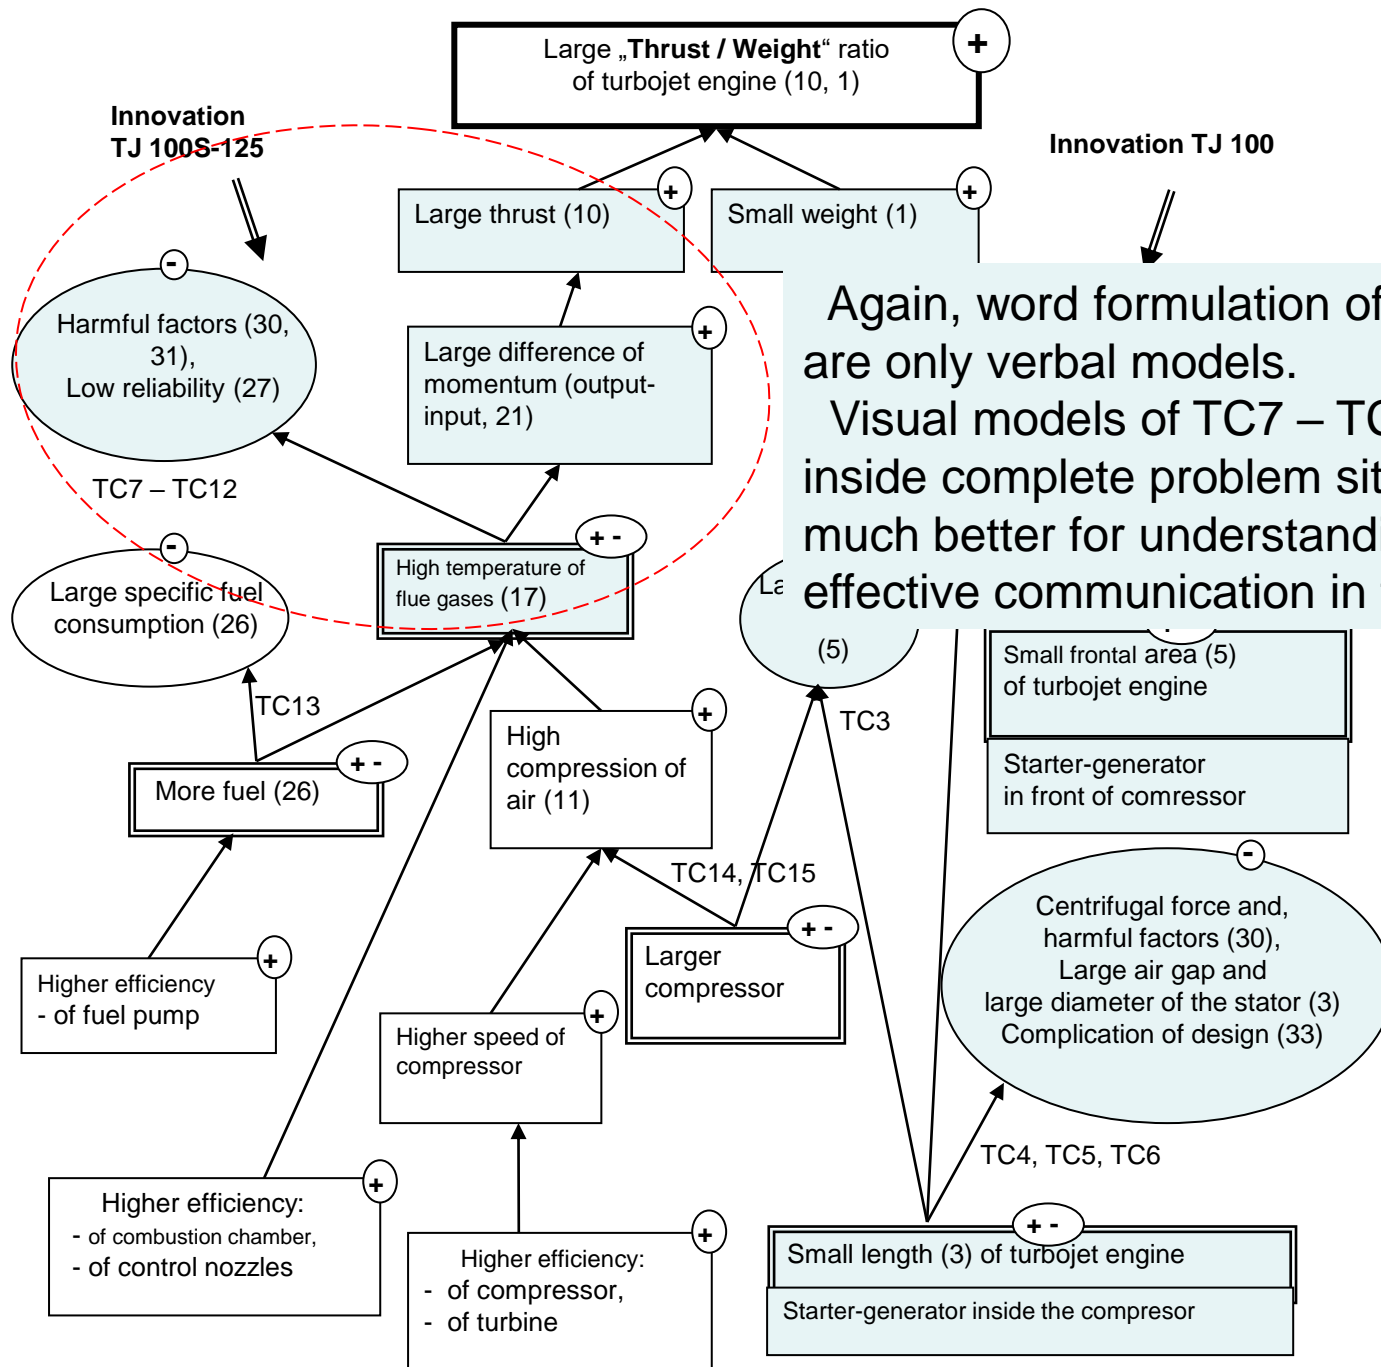 Large „Thrust / Weight“ ratio
of turbojet engine (10, 1)
+
Innovation
TJ 100S-125
Innovation TJ 100
Large thrust (10)
+
Small weight (1)
+
-
Harmful factors (30,
31),
Low reliability (27)
Large difference of
momentum (output-
input, 21)
+
Again, word formulation of
are only verbal models.
Visual models of TC7 –
inside complete problem
much better for
effective communication in
TC7 – TC12
-
Large specific fuel
consumption (26)
+ -
High temperature of
flue gases (17)
(5)
Small frontal area (5)
of turbojet engine
Starter-generator
in front of comressor
TC13
TC3
+ -
More fuel (26)
+
High
compression of
air (11)
TC14, TC15
+ -
Larger
compressor
-
Centrifugal force and,
harmful factors (30),
Large air gap and
large diameter of the stator (3)
Complication of design (33)
+
Higher efficiency
- of fuel pump
+
Higher speed of
compressor
TC4, TC5, TC6
+
Higher efficiency:
- of combustion chamber,
- of control nozzles
+
Higher efficiency:
- of compressor,
- of turbine
+ -
Small length (3) of turbojet engine
Starter-generator inside the compresor